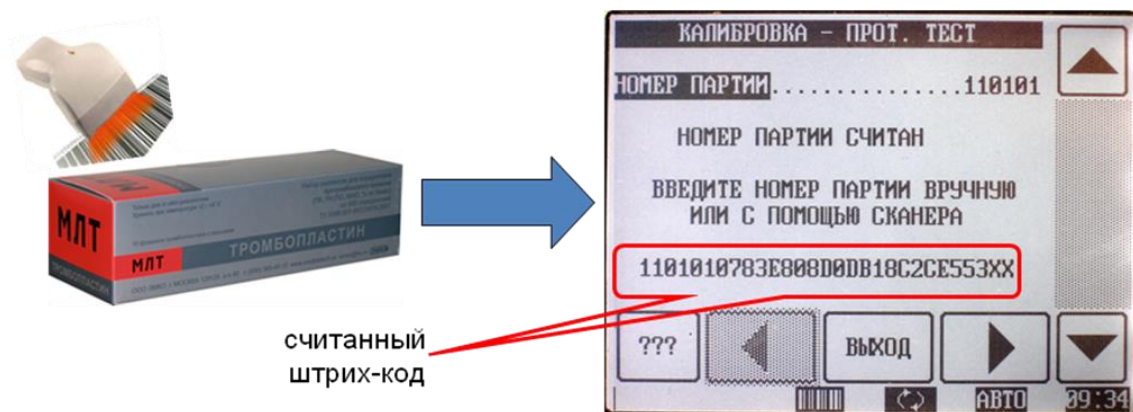 МЛТ
МЛТ
ТРОМБОПЛАСТИН
ТРОМБОПЛАСТИН
считанный
штрих-код
КАЛИБРОВКА - ПРОТ. ТЕСТ
НОМЕР ПАРТИИ...............110101
НОМЕР ПАРТИИ СЧИТАН
ВВЕДИТЕ НОМЕР ПАРТИИ ВРУЧНУЮ
ИЛИ С ПОМОЩЬЮ СКАНЕРА
1101010783E808D0DB18C2CE553XX
???
ВЫХОД
АВТО
09:34